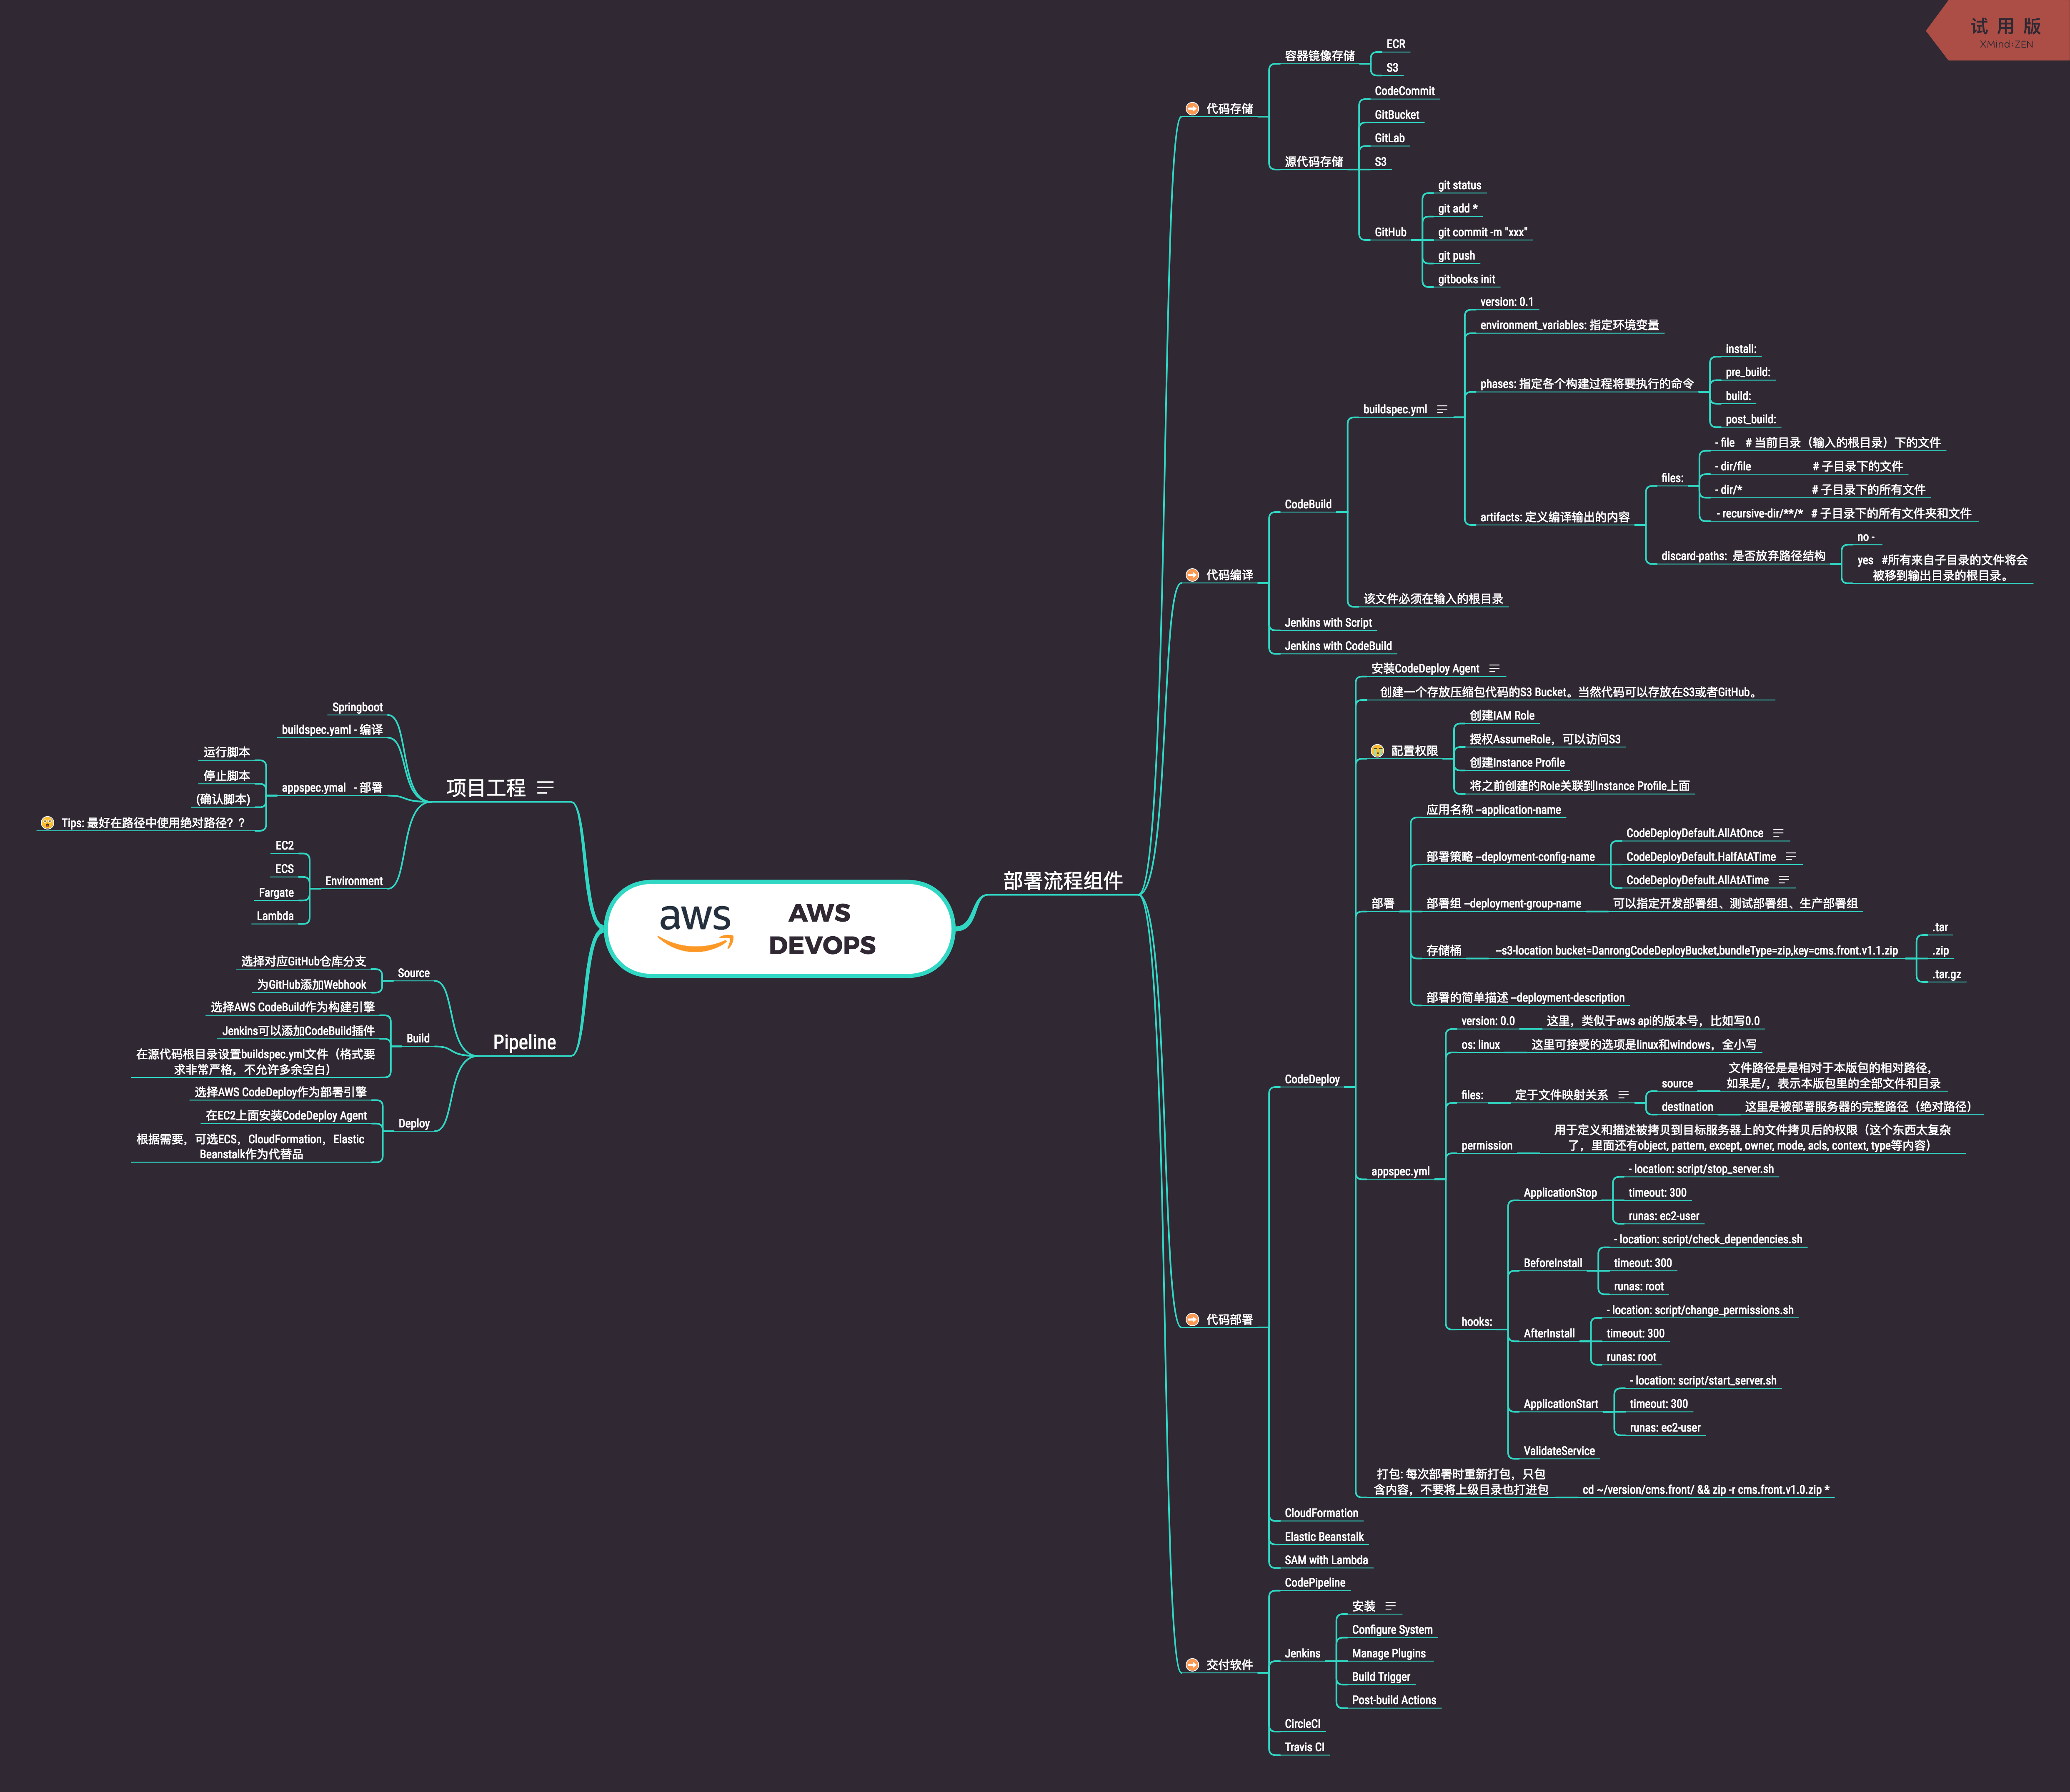 试 用 版
XMind:ZEN
aws
AWS
DEVOPS
部署流程组件
代码存储
容器镜像存储
ECR
S3
源代码存储
CodeCommit
GitBucket
GitLab
S3
GitHub
git status
git add *
git commit -m "xxx"
git push
gitbooks init
代码编译
CodeBuild
buildspec.yml
version: 0.1
environment_variables: 指定环境变量
phases: 指定各个构建过程将要执行的命令
install:
pre_build:
build:
post_build:
artifacts: 定义编译输出的内容
files:
- file # 当前目录（输入的根目录）下的文件
- dir/file # 子目录下的文件
- dir/* # 子目录下的所有文件
- recursive-dir/**/* # 子目录下的所有文件夹和文件
discard-paths: 是否放弃路径结构
no -
yes #所有来自子目录的文件将会
被移到输出目录的根目录。
该文件必须在输入的根目录
Jenkins with Script
Jenkins with CodeBuild
代码部署
CodeDeploy
安装CodeDeploy Agent
创建一个存放压缩包代码的S3 Bucket。当然代码可以存放在S3或者GitHub。
配置权限
创建IAM Role
授权AssumeRole，可以访问S3
创建Instance Profile
将之前创建的Role关联到Instance Profile上面
部署
应用名称 --application-name
部署策略 --deployment-config-name
CodeDeployDefault.AllAtOnce
CodeDeployDefault.HalfAtATime
CodeDeployDefault.AllAtATime
部署组 --deployment-group-name
可以指定开发部署组、测试部署组、生产部署组
存储桶
--s3-location bucket=DanrongCodeDeployBucket,bundleType=zip,key=cms.front.v1.1.zip
.tar
.zip
.tar.gz
部署的简单描述 --deployment-description
appspec.yml
version: 0.0
这里，类似于aws api的版本号，比如写0.0
os: linux
这里可接受的选项是linux和windows，全小写
files:
定于文件映射关系
source
文件路径是是相对于本版包的相对路径，
如果是/，表示本版包里的全部文件和目录
destination
这里是被部署服务器的完整路径（绝对路径）
permission
用于定义和描述被拷贝到目标服务器上的文件拷贝后的权限（这个东西太复杂
了，里面还有object, pattern, except, owner, mode, acls, context, type等内容）
hooks:
ApplicationStop
- location: script/stop_server.sh
timeout: 300
runas: ec2-user
BeforeInstall
- location: script/check_dependencies.sh
timeout: 300
runas: root
AfterInstall
- location: script/change_permissions.sh
timeout: 300
runas: root
ApplicationStart
- location: script/start_server.sh
timeout: 300
runas: ec2-user
ValidateService
打包: 每次部署时重新打包，只包
含内容，不要将上级目录也打进包
cd ~/version/cms.front/ && zip -r cms.front.v1.0.zip *
CloudFormation
Elastic Beanstalk
SAM with Lambda
交付软件
CodePipeline
Jenkins
安装
Configure System
Manage Plugins
Build Trigger
Post-build Actions
CircleCI
Travis CI
项目工程
Springboot
buildspec.yaml - 编译
appspec.ymal - 部署
运行脚本
停止脚本
(确认脚本)
Tips: 最好在路径中使用绝对路径？？
Environment
EC2
ECS
Fargate
Lambda
Pipeline
Source
选择对应GitHub仓库分支
为GitHub添加Webhook
Build
选择AWS CodeBuild作为构建引擎
Jenkins可以添加CodeBuild插件
在源代码根目录设置buildspec.yml文件（格式要
求非常严格，不允许多余空白）
Deploy
选择AWS CodeDeploy作为部署引擎
在EC2上面安装CodeDeploy Agent
根据需要，可选ECS，CloudFormation，Elastic
Beanstalk作为代替品